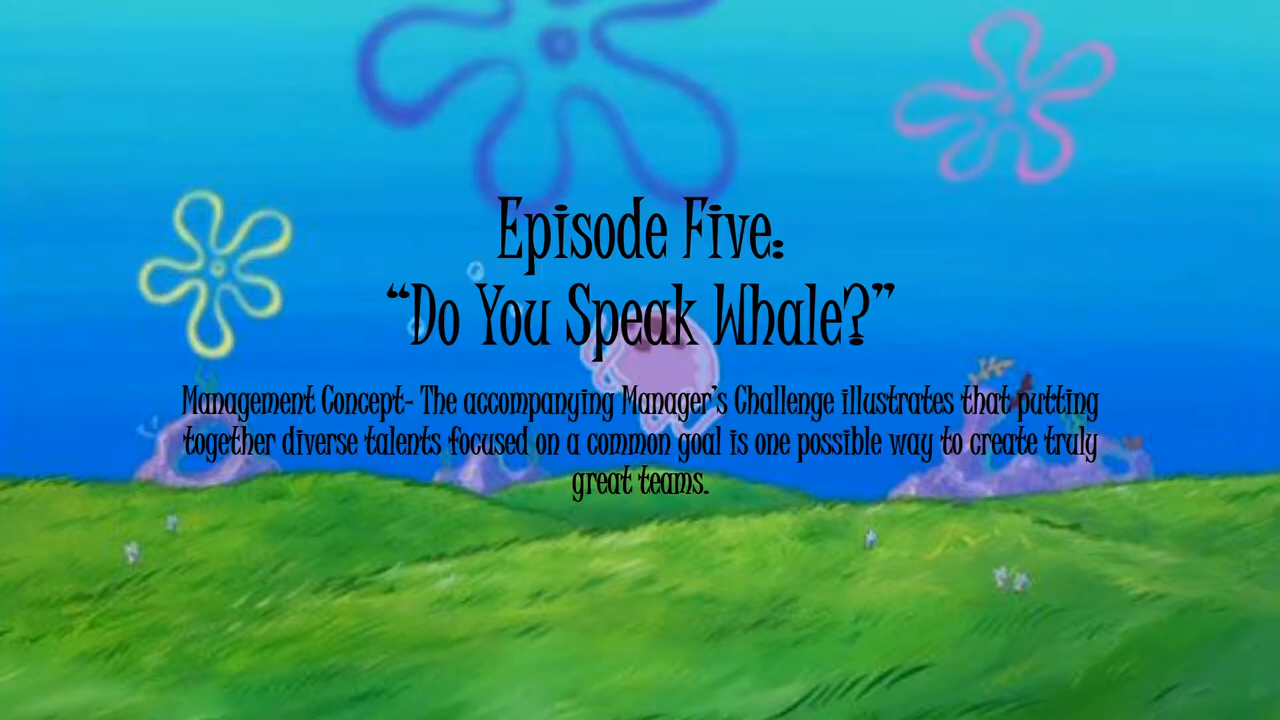 Episode Five:
“Do You Speak Whale?”
Management Concept- The accompanying Manager’s Challenge illustrates that putting
together diverse talents focused on a common goal is one possible way to create truly
great teams.